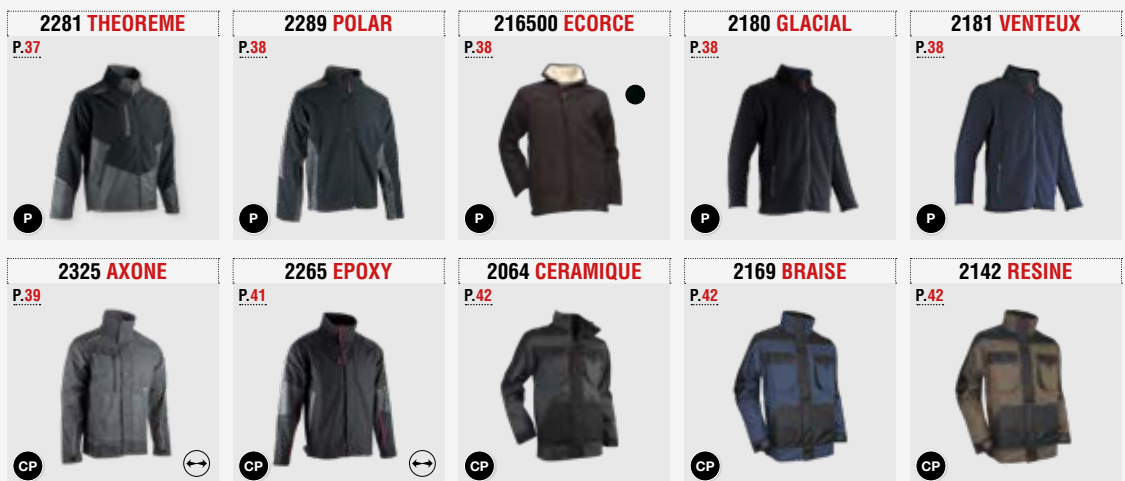 2281 THEOREME
P.37
P
2289 POLAR
P.38
P
216500 ECORCE
P.38
P
2180 GLACIAL
P.38
P
2181 VENTEUX
P.38
P
2325 AXONE
P.39
CP
2265 EPOXY
P.41
CP
2064 CERAMIQUE
P.42
CP
2169 BRAISE
P.42
CP
2142 RESINE
P.42
CP